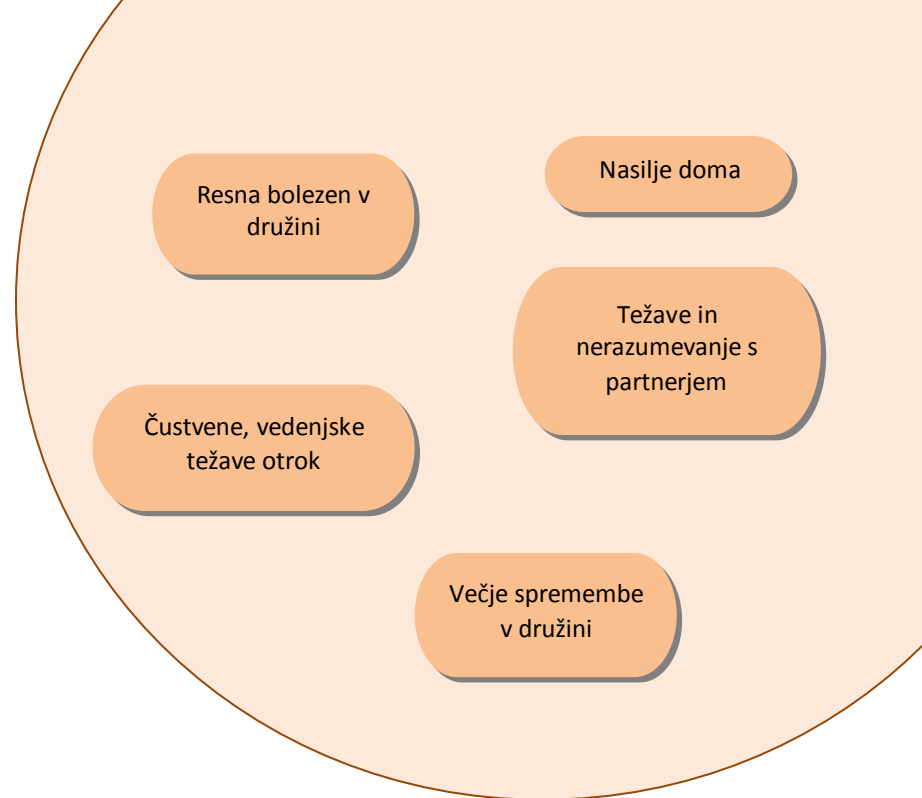 Resna bolezen v
družini
Nasilje doma
Težave in
nerazumevanje s
partnerjem
Čustvene, vedenjske
težave otrok
Večje spremembe
v družini